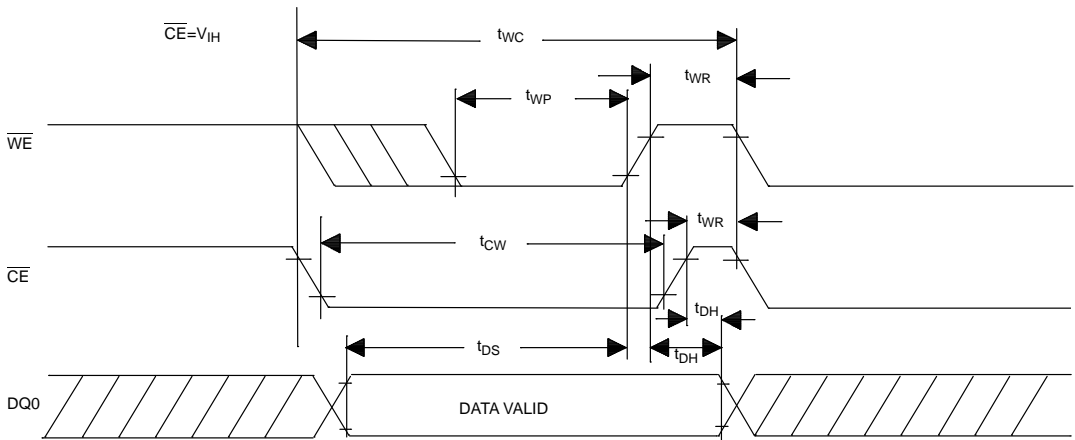 CE=VIH
tWC
tWR
tWP
WE
tWR
tCW
CE
tDH
tDS
tDH
DQ0
DATA VALID